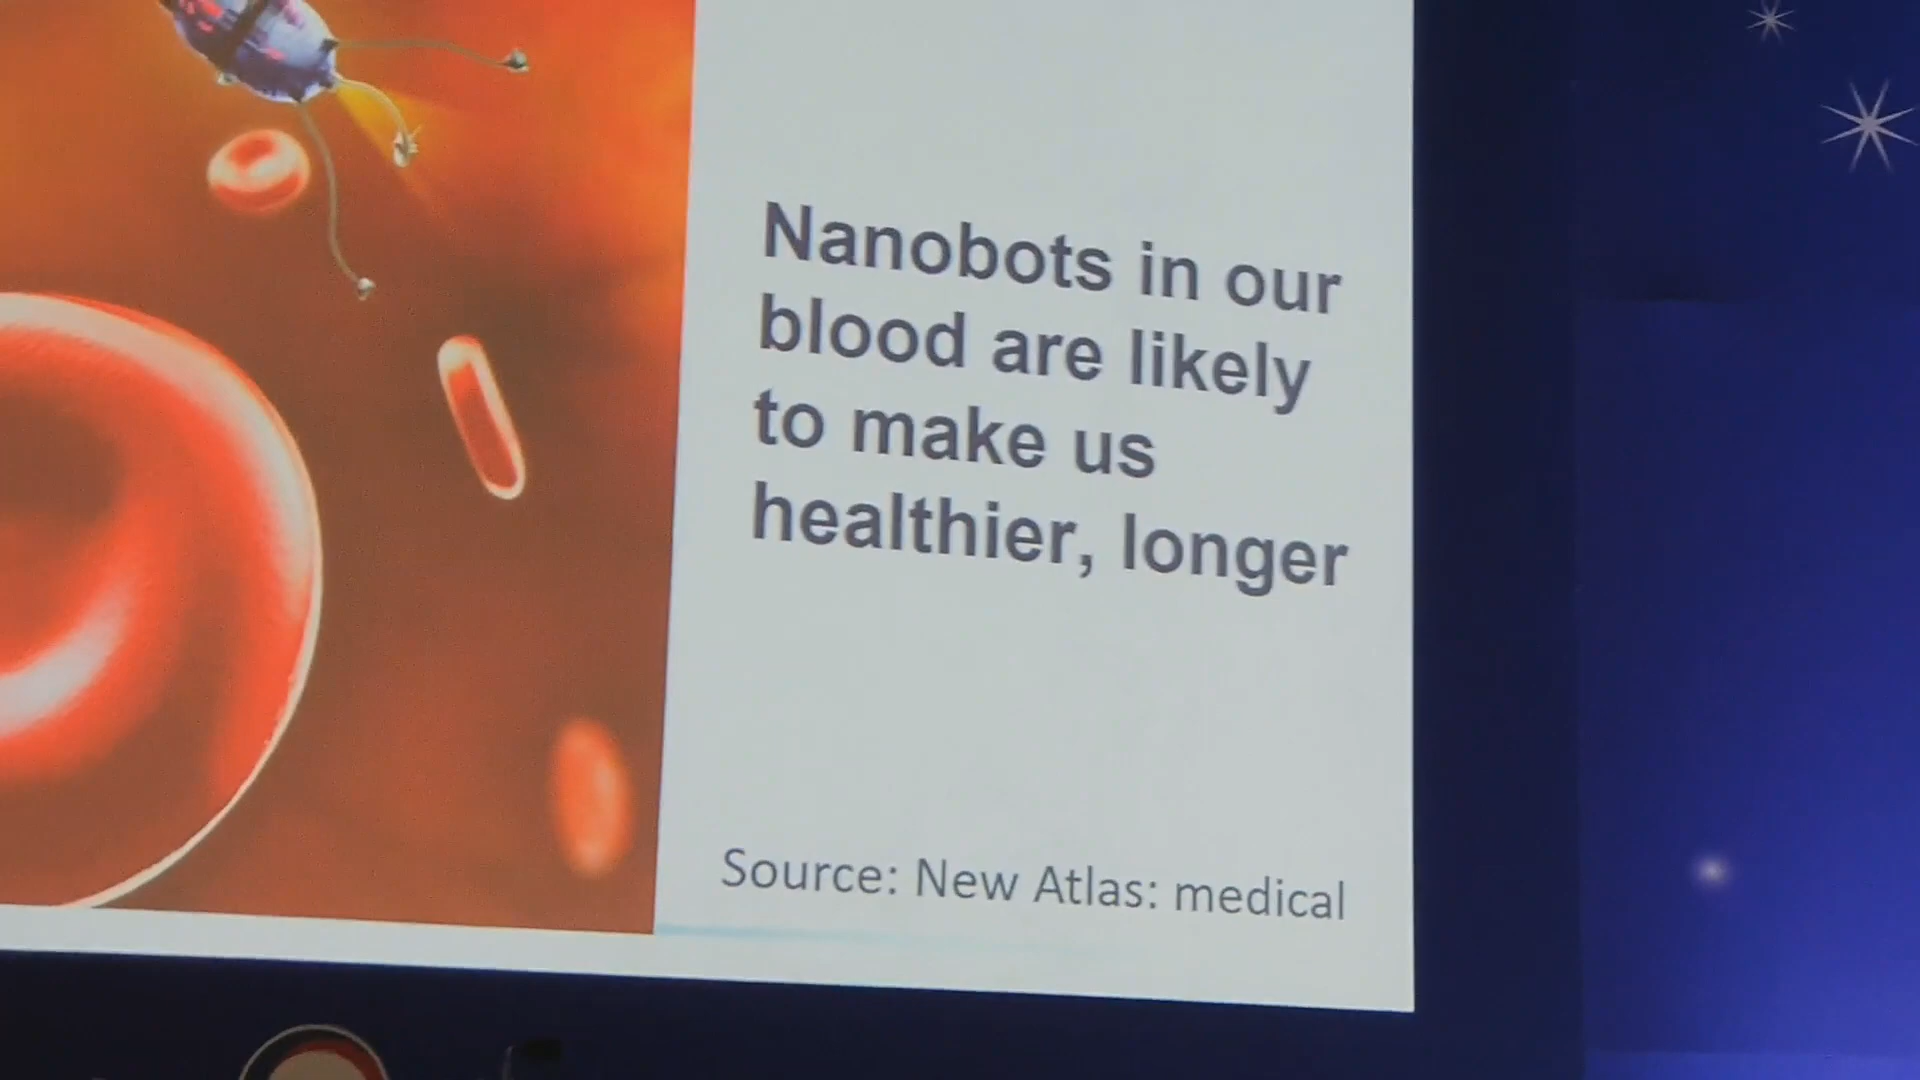 Nanobots in our
blood are likely
to make us
healthier, longer
Source: New Atlas: medical